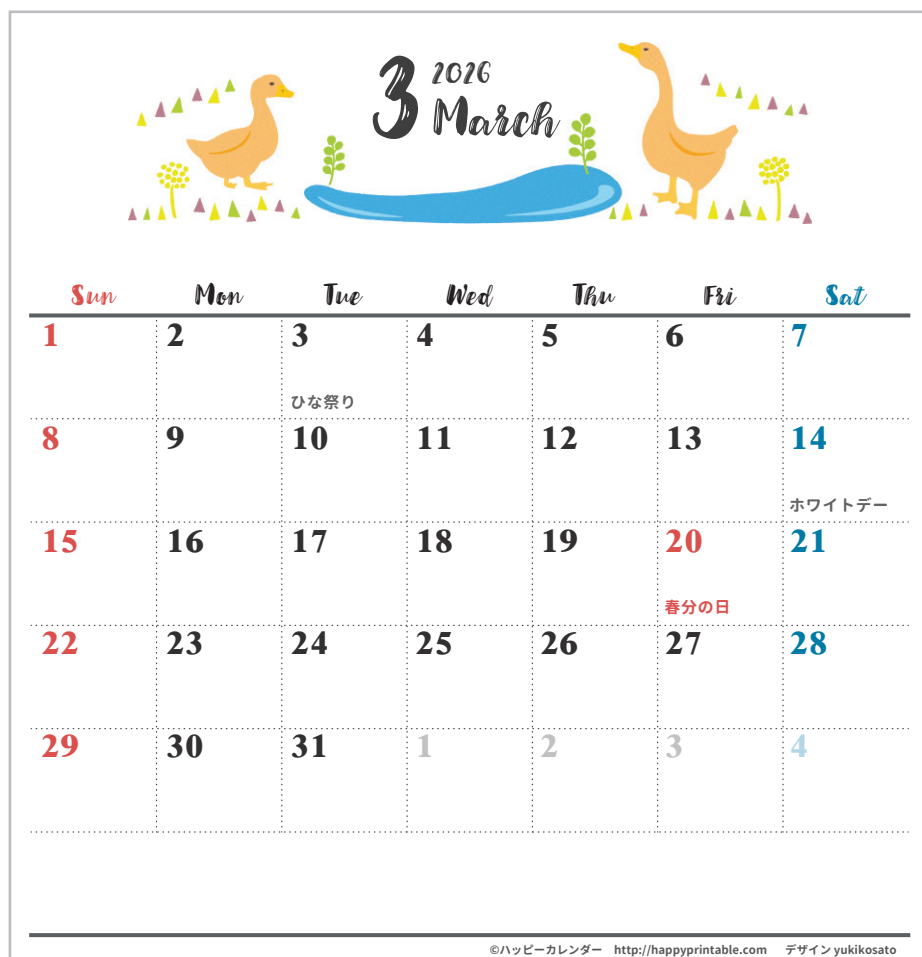 3 2026
March
Sun Mon Tue Wed Thu Fri Sat
1 2 3 4 5 6 7
ひな祭り
8 9 10 11 12 13 14
ホワイトデー
15 16 17 18 19 20 21
春分の日
22 23 24 25 26 27 28
29 30 31 1 2 3 4
©ハッピーカレンダー http://happyprintable.com デザイン yukikosato